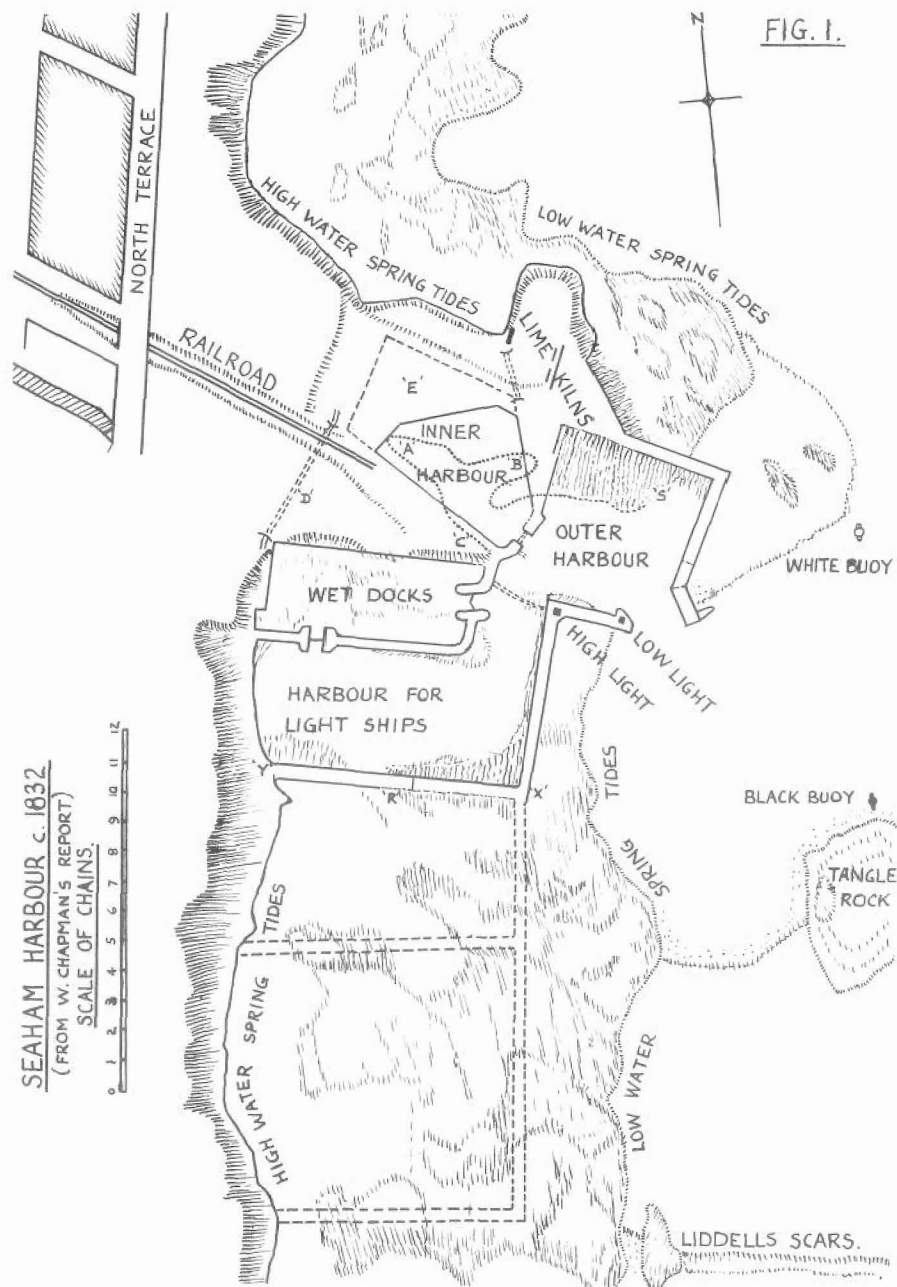 FIG. 1.
N
NORTH TERRACE
HIGH WATER SPRING TIDES
LOW WATER SPRING TIDES
RAILROAD
LIME KILNS
'E'
INNER
HARBOUR
A
B
'S'
'D'
C
OUTER
HARBOUR
WHITE BUOY
WET DOCKS
HIGH LIGHT
LOW LIGHT
HARBOUR FOR
LIGHT SHIPS
'Y'
'R'
'X'
BLACK BUOY
TANGLE
ROCK
LOW WATER SPRING TIDES
HIGH WATER SPRING TIDES
LIDDELLS SCARS.
SEAHAM HARBOUR c. 1832
(FROM W. CHAPMAN'S REPORT)
SCALE OF CHAINS.
0 1 2 3 4 5 6 7 8 9 10 11 12